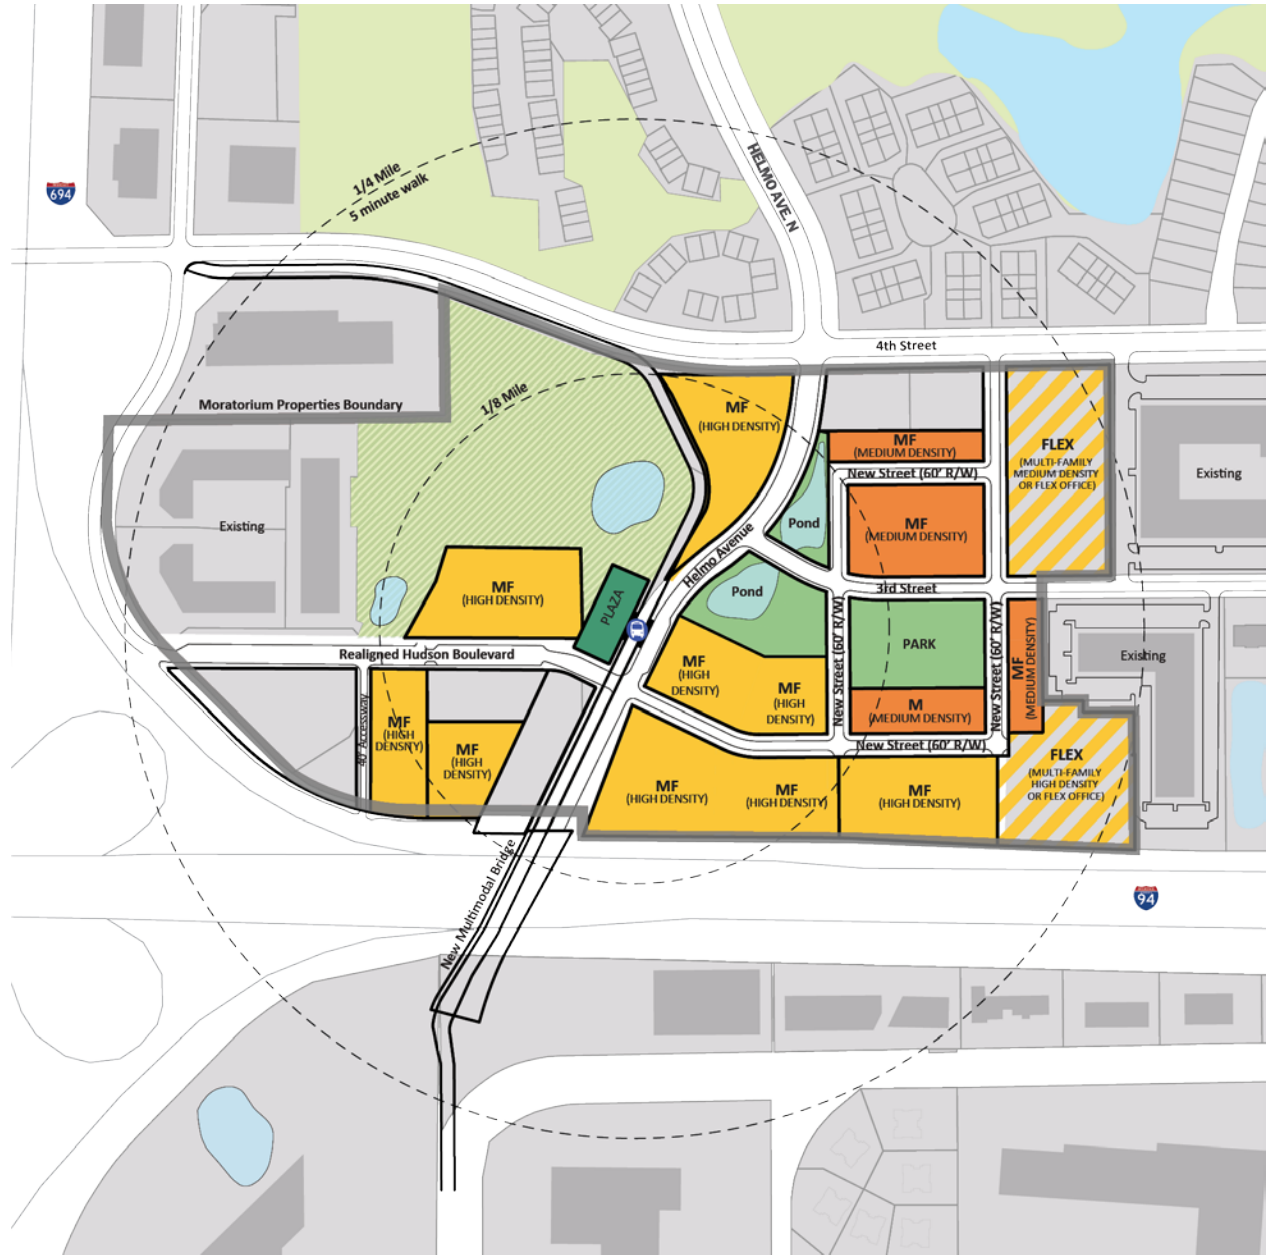 1/4 Mile
5 minute walk
HELMO AVE. N
694
4th Street
1/8 Mile
Moratorium Properties Boundary
MF
(HIGH DENSITY)
MF
(MEDIUM DENSITY)
FLEX
(MULTI-FAMILY
MEDIUM DENSITY
OR FLEX OFFICE)
New Street (60' R/W)
Existing
Existing
Pond
MF
(MEDIUM DENSITY)
Helmo Avenue
MF
(HIGH DENSITY)
PLAZA
Pond
3rd Street
New Street (60' R/W)
PARK
New Street (60' R/W)
MF
(MEDIUM DENSITY)
Existing
Realigned Hudson Boulevard
MF
(HIGH
DENSITY)
MF
(HIGH
DENSITY)
M
(MEDIUM DENSITY)
40' Accessway
MF
(HIGH
DENSITY)
MF
(HIGH
DENSITY)
New Street (60' R/W)
FLEX
(MULTI-FAMILY
HIGH DENSITY
OR FLEX OFFICE)
MF
(HIGH DENSITY)
MF
(HIGH DENSITY)
MF
(HIGH DENSITY)
New Multimodal Bridge
94